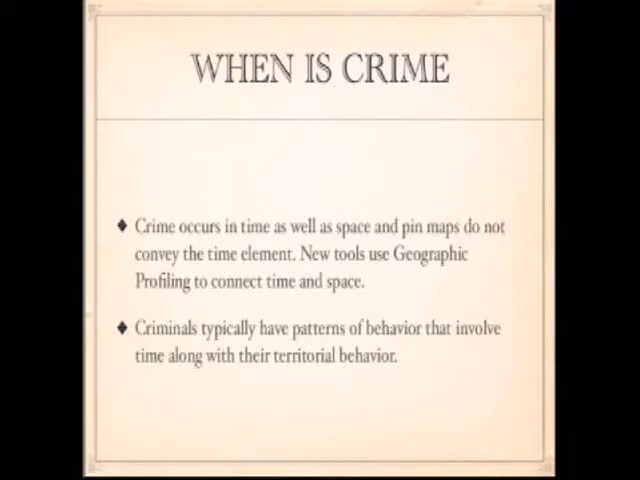 WHEN IS CRIME
♦ Crime occurs in time as well as space and pin maps do not
convey the time element. New tools use Geographic
Profiling to connect time and space.
♦ Criminals typically have patterns of behavior that involve
time along with their territorial behavior.